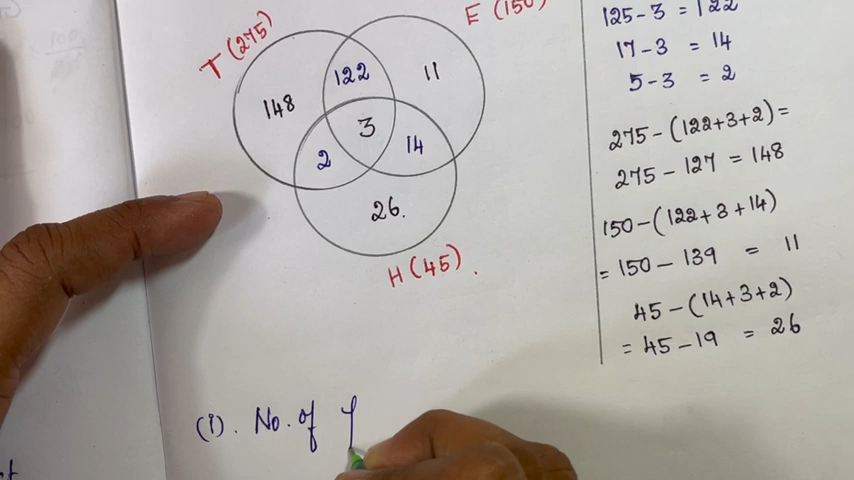 T (275)
E (150)
122
11
148
3
2
14
26.
H (45).
125 - 3 = 122
17 - 3 = 14
5 - 3 = 2
275 - (122+3+2) =
275 - 127 = 148
150 - (122+3+14)
= 150 - 139 = 11
45 - (14+3+2)
= 45 - 19 = 26
(i). No. of